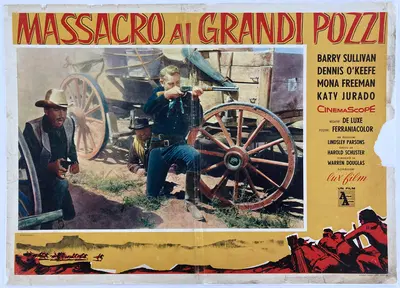 MASSACRO AI GRANDI POZZI
BARRY SULLIVAN
DENNIS O'KEEFE
MONA FREEMAN
KATY JURADO
CINEMASCOPE
DE LUXE
FERRANIACOLOR
LINDSLEY PARSONS
HAROLD SCHUSTER
WARREN DOUGLAS
lux film
A